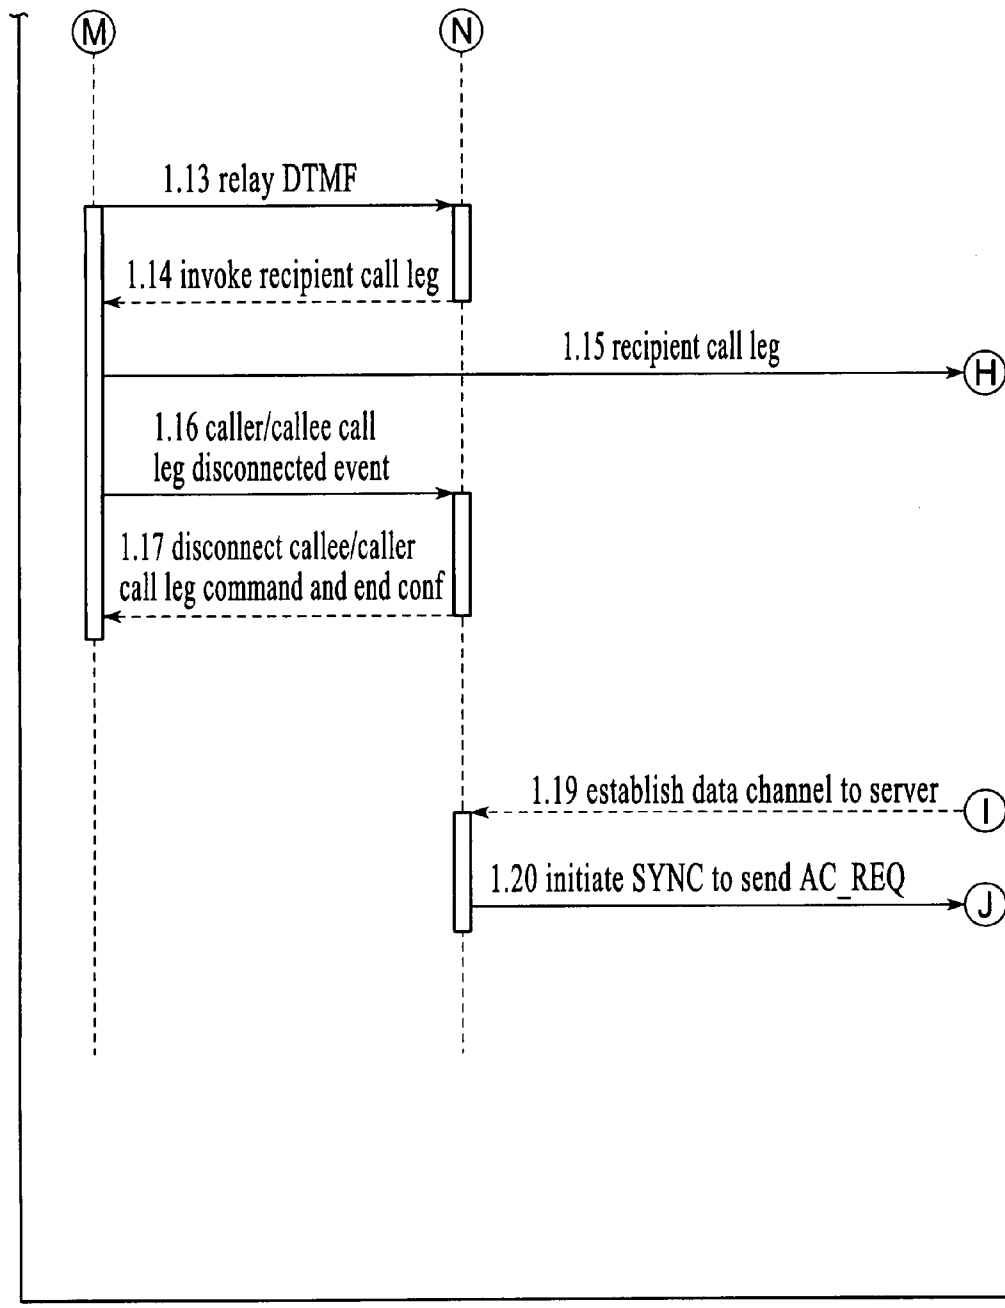 M
N
1.13 relay DTMF
1.14 invoke recipient call leg
1.15 recipient call leg
H
1.16 caller/callee call
leg disconnected event
1.17 disconnect callee/caller
call leg command and end conf
1.19 establish data channel to server
I
1.20 initiate SYNC to send AC_REQ
J